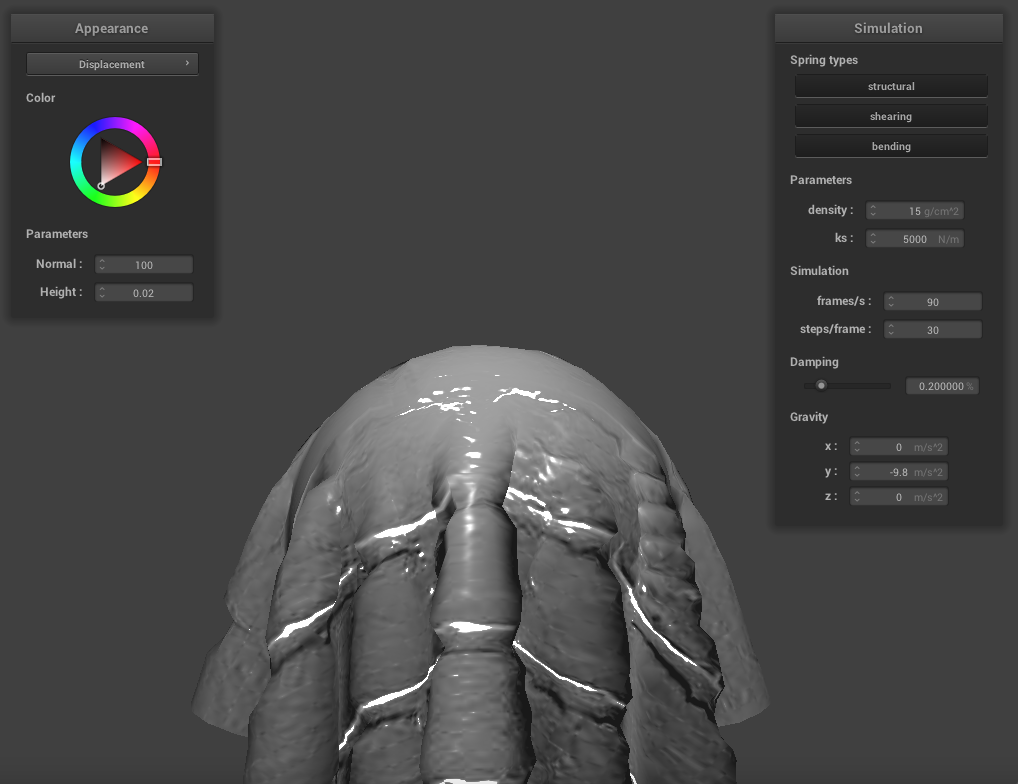 Appearance
Displacement
Color
Parameters
Normal : 100
Height : 0.02
Simulation
Spring types
structural
shearing
bending
Parameters
density : 15 g/cm^2
ks : 5000 N/m
Simulation
frames/s : 90
steps/frame : 30
Damping
0.200000 %
Gravity
x : 0 m/s^2
y : -9.8 m/s^2
z : 0 m/s^2